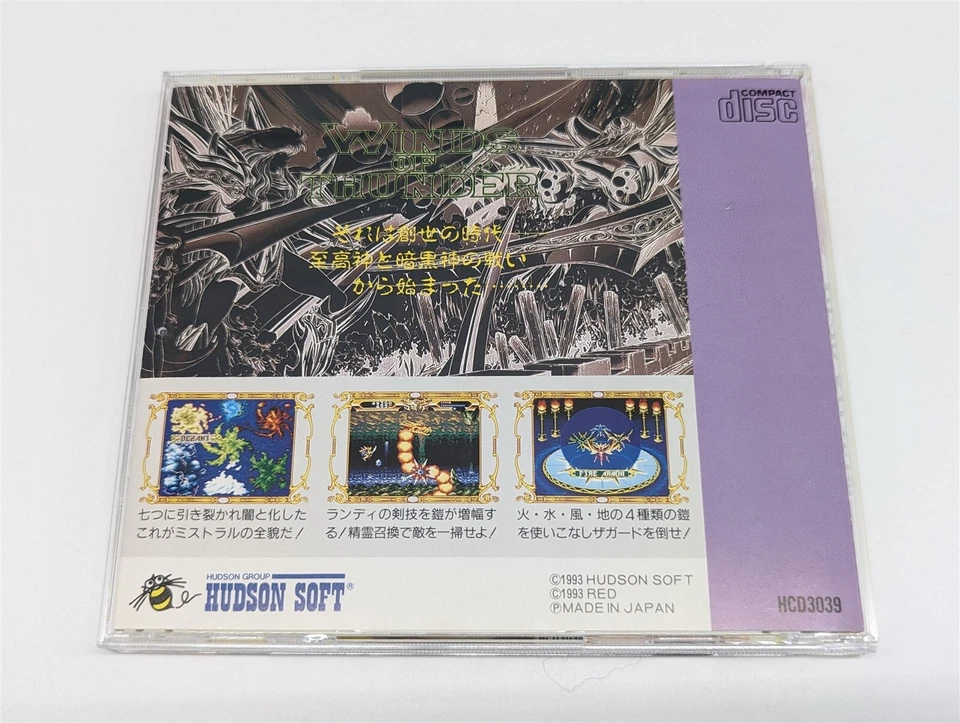 COMPACT
disc
WINDS
OF
THUNDER
それは創世の時代——
至高神と暗黒神の戦い
から始まった………
DEZANT
FIRE ARMOR
七つに引き裂かれ闇と化した
これがミストラルの全貌だ！
ランディの剣技を鎧が増幅す
る！精霊召換で敵を一掃せよ！
火・水・風・地の4種類の鎧
を使いこなしザガードを倒せ！
HUDSON GROUP
HUDSON SOFT®
©1993 HUDSON SOFT
©1993 RED
ⓅMADE IN JAPAN
HCD3039